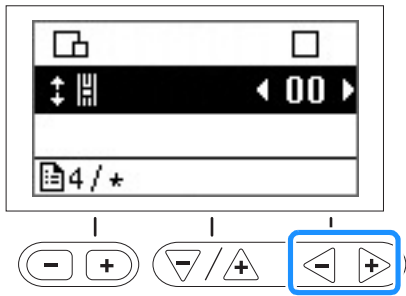 00
4/*
- +
- / +
- +